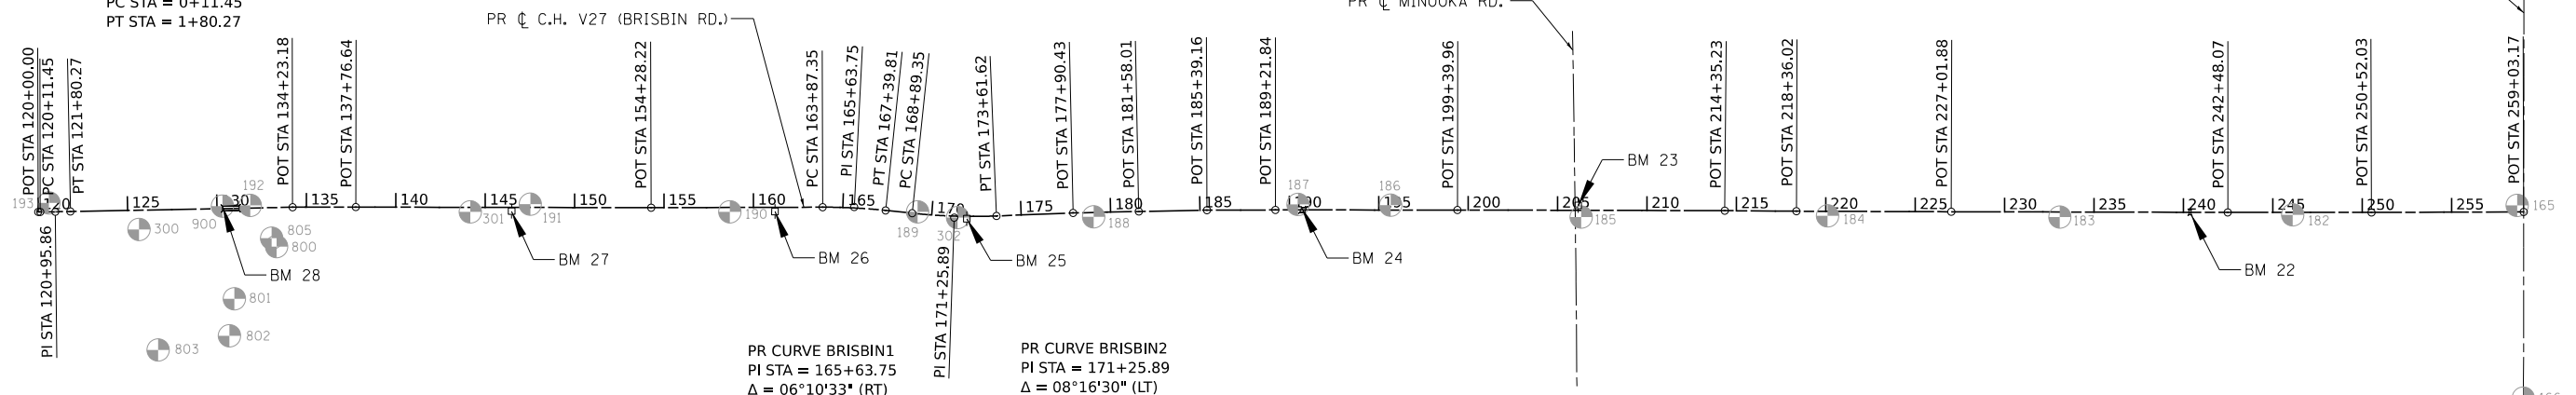 PC STA = 0+11.45
PT STA = 1+80.27
PR ℄ C.H. V27 (BRISBIN RD.)
PR ℄ MINOOKA RD.
POT STA 120+00.00
PC STA 120+11.45
PT STA 121+80.27
POT STA 134+23.18
POT STA 137+76.64
POT STA 154+28.22
PC STA 163+87.35
PI STA 165+63.75
PT STA 167+39.81
PC STA 168+89.35
PT STA 173+61.62
POT STA 177+90.43
POT STA 181+58.01
POT STA 185+39.16
POT STA 189+21.84
POT STA 199+39.96
POT STA 214+35.23
POT STA 218+36.02
POT STA 227+01.88
POT STA 242+48.07
POT STA 250+52.03
POT STA 259+03.17
BM 23
192
187
186
193
120
125
130
135
140
145
150
155
160
165
170
175
180
185
190
195
200
205
210
215
220
225
230
235
240
245
250
255
165
300
900
301
191
190
189
302
188
185
184
183
182
805
800
BM 28
BM 27
BM 26
BM 25
BM 24
BM 22
801
802
803
PI STA 120+95.86
PI STA 171+25.89
PR CURVE BRISBIN1
PI STA = 165+63.75
Δ = 06°10'33" (RT)
PR CURVE BRISBIN2
PI STA = 171+25.89
Δ = 08°16'30" (LT)